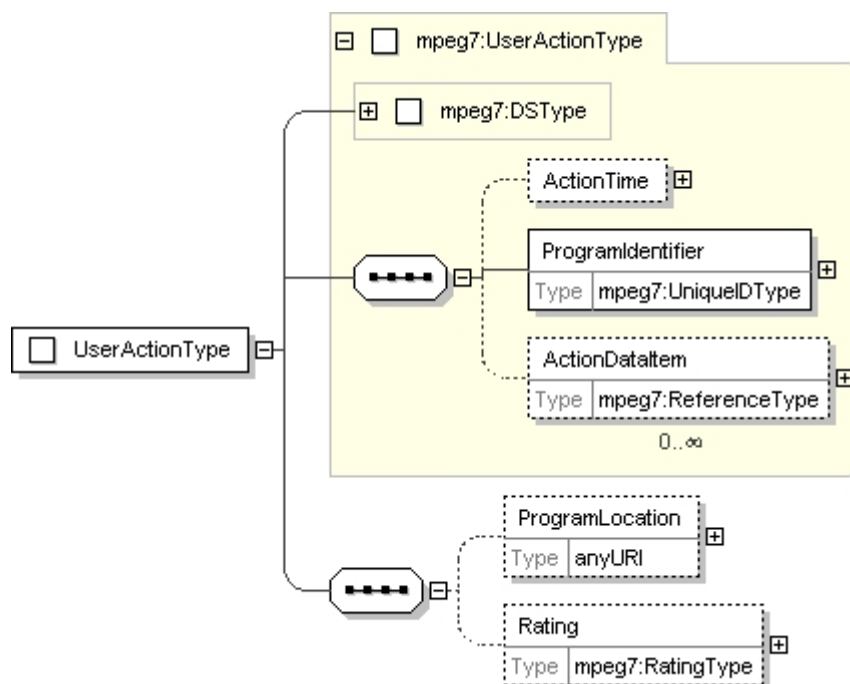 mpeg7:UserActionType
mpeg7:DSType
ActionTime
ProgramIdentifier
Type mpeg7:UniqueIDType
UserActionType
ActionDataItem
Type mpeg7:ReferenceType
0..∞
ProgramLocation
Type anyURI
Rating
Type mpeg7:RatingType